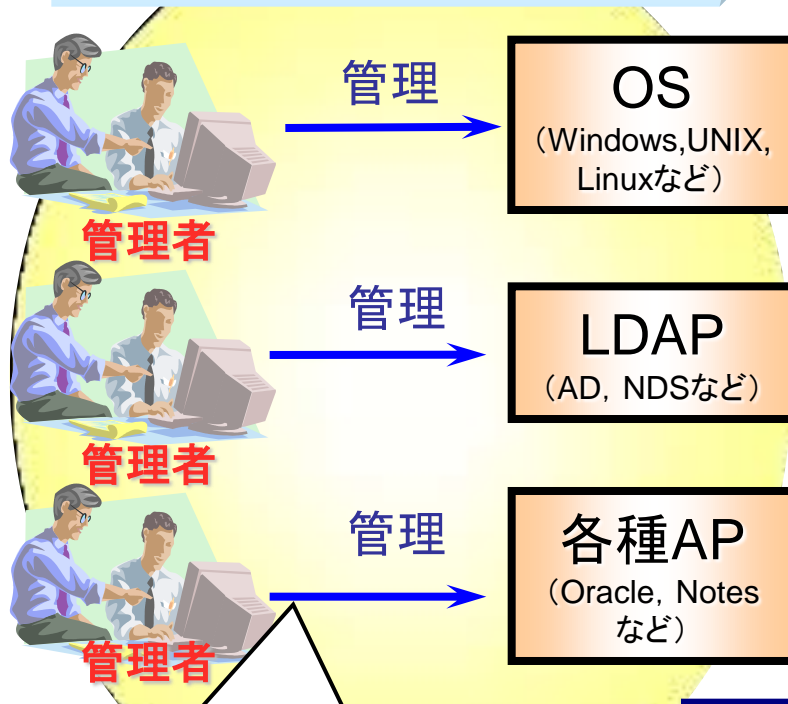 管理
OS
（Windows,UNIX,
Linuxなど）
管理者
管理
LDAP
（AD，NDSなど）
管理者
管理
各種AP
（Oracle，Notes
など）
管理者